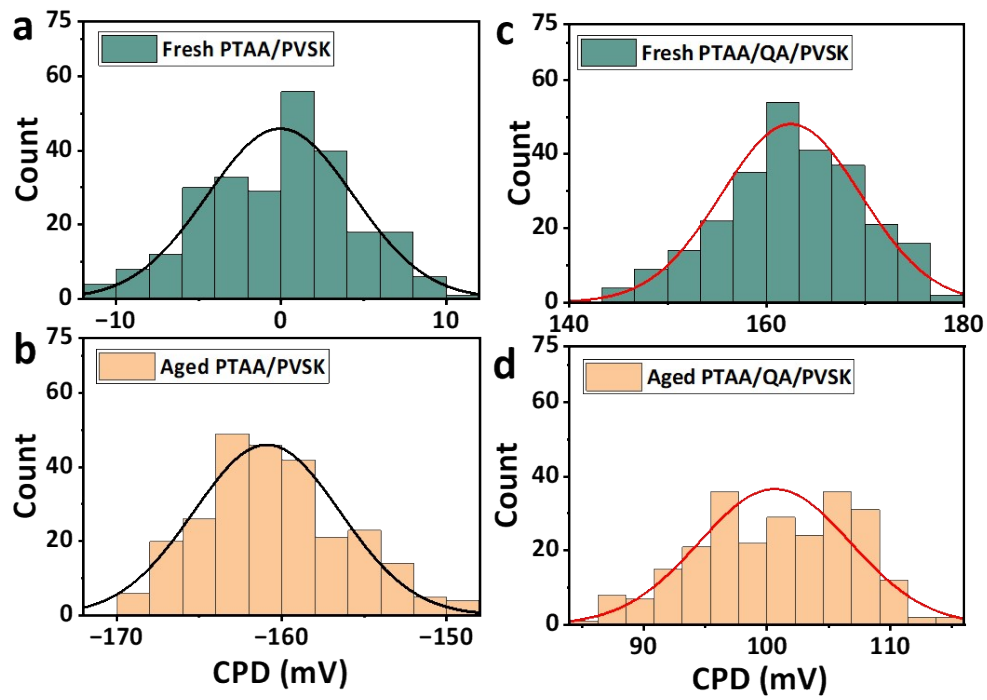 a
75
Fresh PTAA/PVSK
60
40
20
0
Count
−10
0
10
c
75
Fresh PTAA/QA/PVSK
60
40
20
0
Count
140
160
180
b
75
Aged PTAA/PVSK
60
40
20
0
Count
−170
−160
−150
CPD (mV)
d
75
Aged PTAA/QA/PVSK
60
40
20
0
Count
90
100
110
CPD (mV)